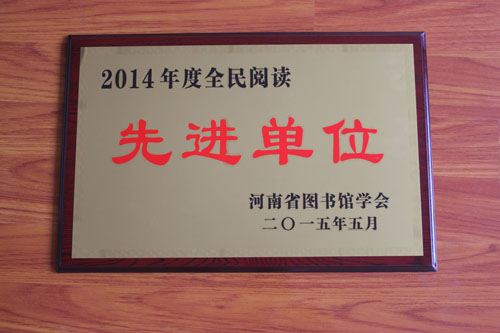 2014年度全民阅读
先进单位
河南省图书馆学会
二〇一五年五月